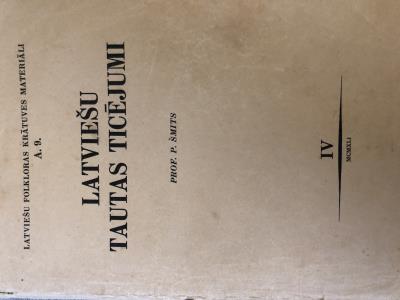 LATVIEŠU FOLKLORAS KRĀTUVES MATERIĀLI
A. 9.
LATVIEŠU
TAUTAS TICĒJUMI
PROF. P. ŠMITS
IV
MCMXLI